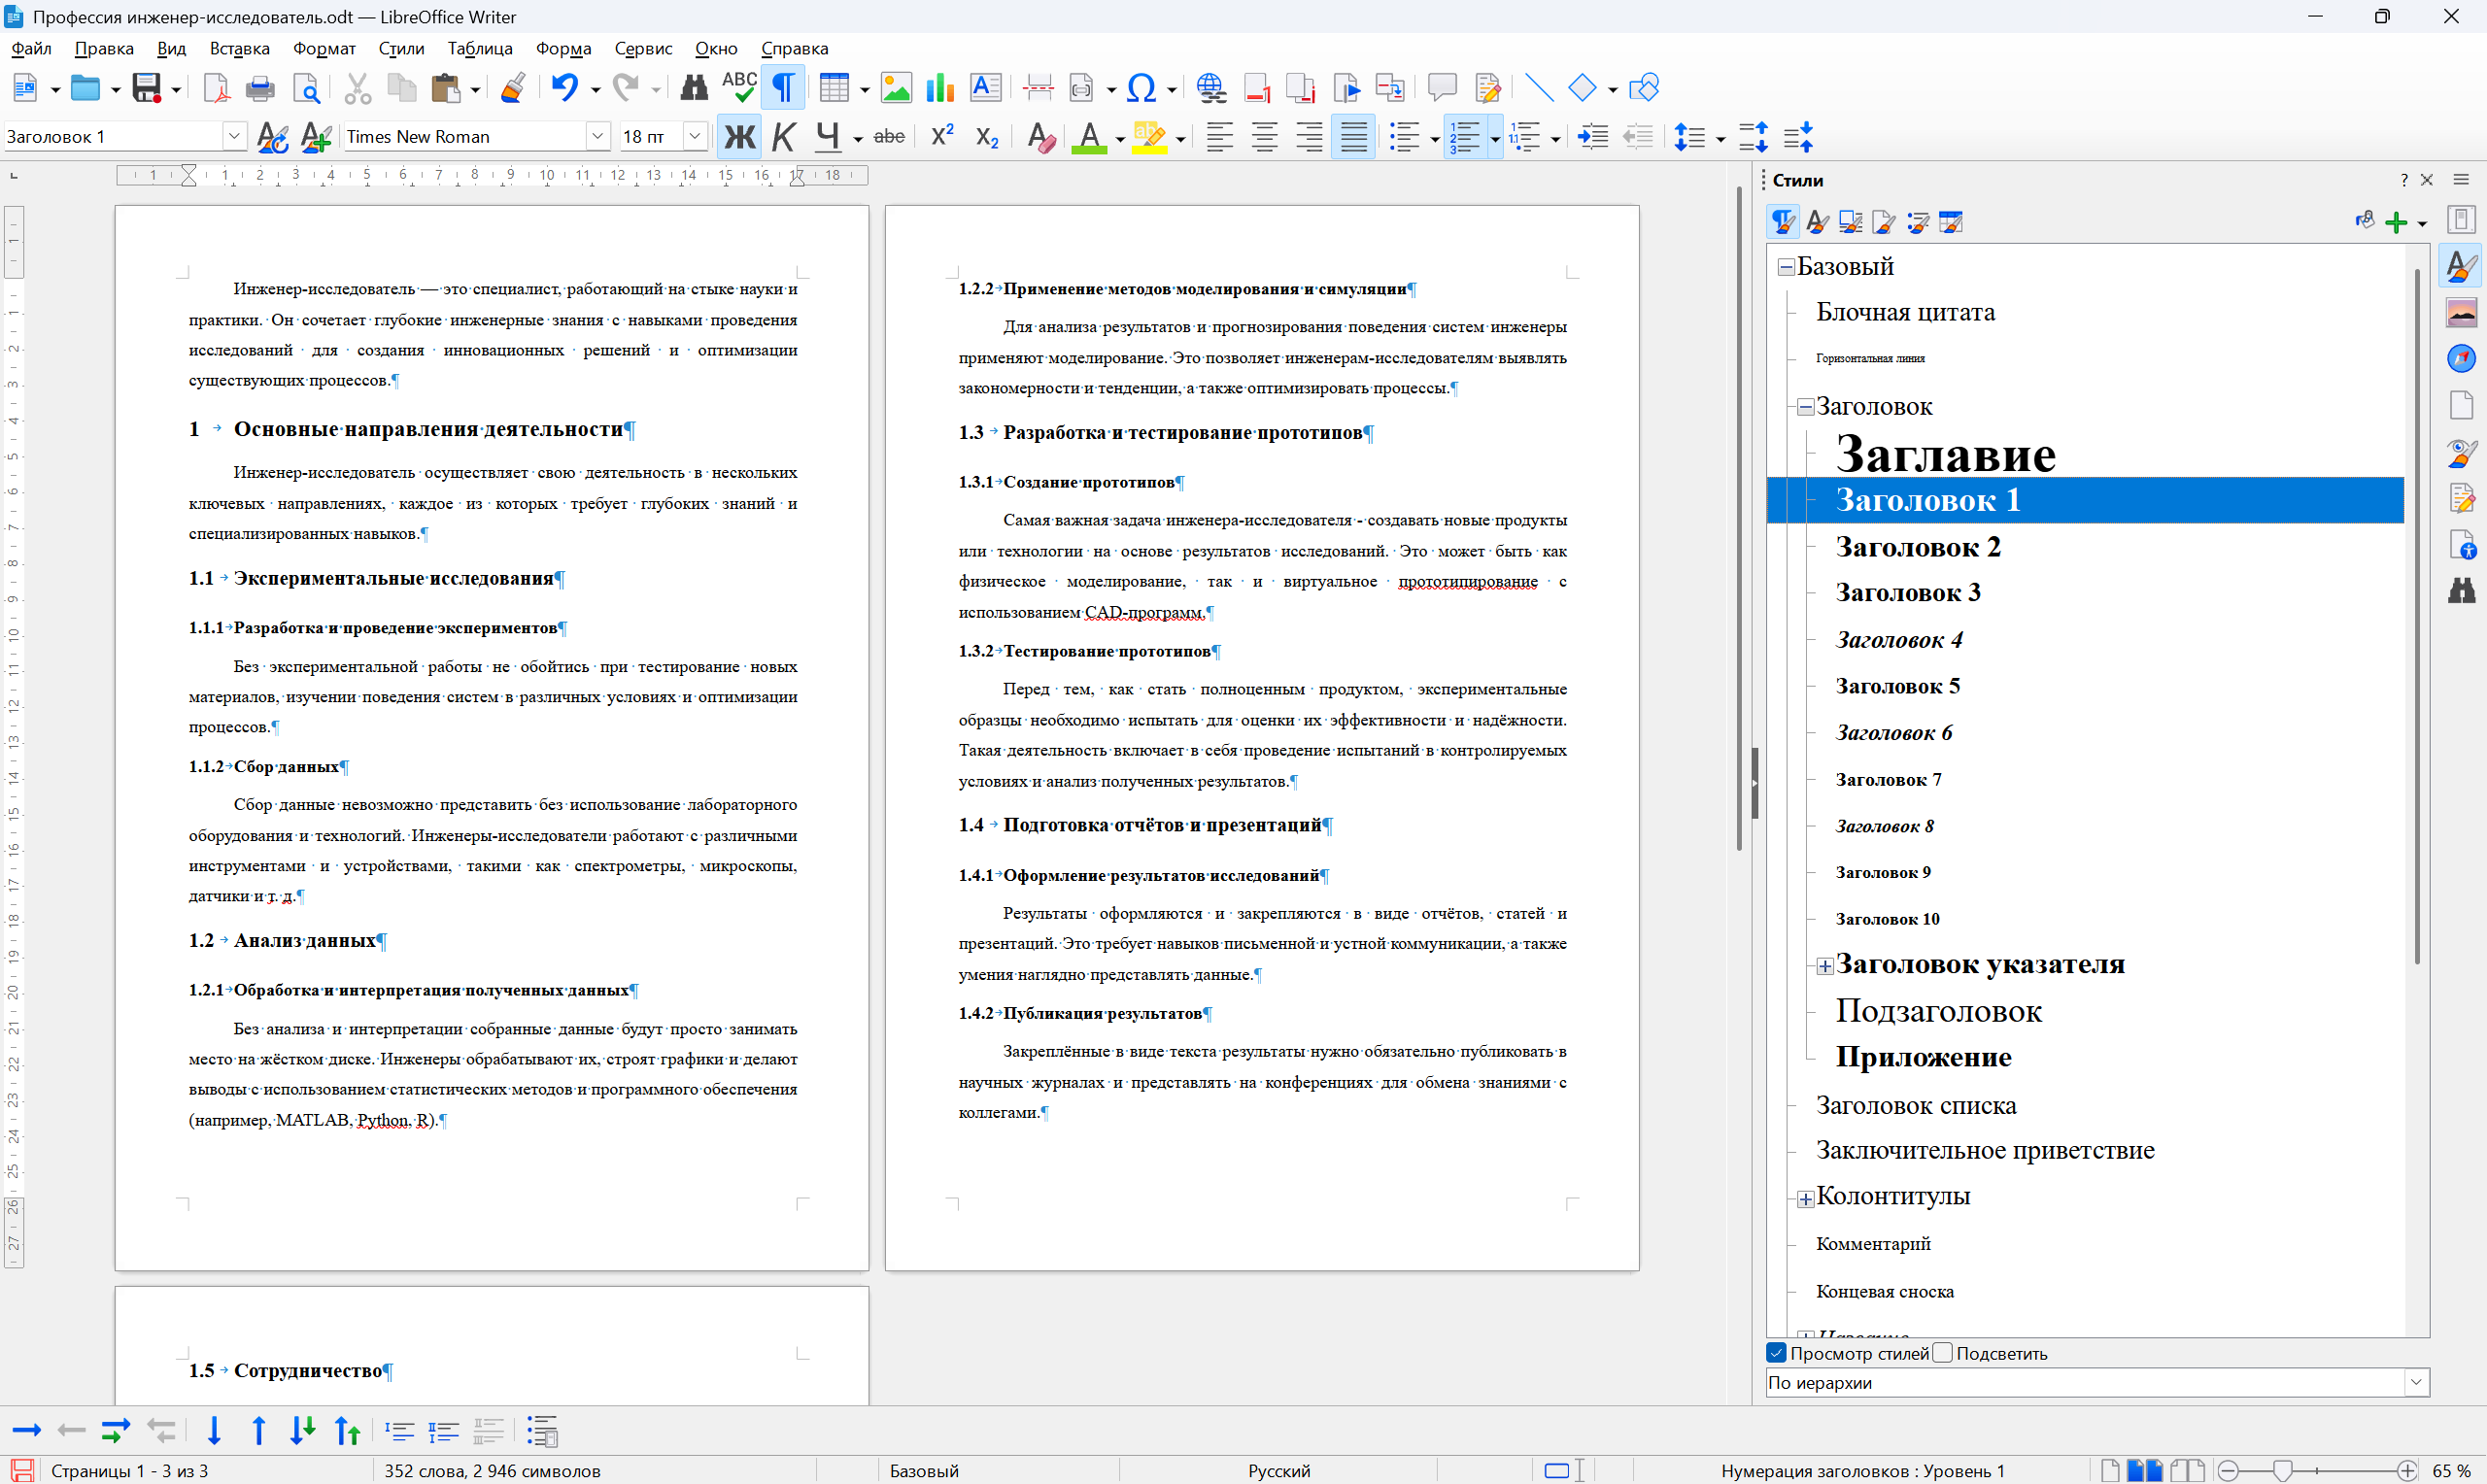 Профессия инженер-исследователь.odt — LibreOffice Writer
Файл Правка Вид Вставка Формат Стили Таблица Форма Сервис Окно Справка
Заголовок 1
Times New Roman
18 пт
Стили
Инженер-исследователь — это специалист, работающий на стыке науки и
практики. Он сочетает глубокие инженерные знания с навыками проведения
исследований для создания инновационных решений и оптимизации
существующих процессов.¶
1 Основные направления деятельности¶
Инженер-исследователь осуществляет свою деятельность в нескольких
ключевых направлениях, каждое из которых требует глубоких знаний и
специализированных навыков.¶
1.1 Экспериментальные исследования¶
1.1.1 Разработка и проведение экспериментов¶
Без экспериментальной работы не обойтись при тестирование новых
материалов, изучении поведения систем в различных условиях и оптимизации
процессов.¶
1.1.2 Сбор данных¶
Сбор данные невозможно представить без использование лабораторного
оборудования и технологий. Инженеры-исследователи работают с различными
инструментами и устройствами, такими как спектрометры, микроскопы,
датчики и т. д.¶
1.2 Анализ данных¶
1.2.1 Обработка и интерпретация полученных данных¶
Без анализа и интерпретации собранные данные будут просто занимать
место на жёстком диске. Инженеры обрабатывают их, строят графики и делают
выводы с использованием статистических методов и программного обеспечения
(например, MATLAB, Python, R).¶
1.2.2 Применение методов моделирования и симуляции¶
Для анализа результатов и прогнозирования поведения систем инженеры
применяют моделирование. Это позволяет инженерам-исследователям выявлять
закономерности и тенденции, а также оптимизировать процессы.¶
1.3 Разработка и тестирование прототипов¶
1.3.1 Создание прототипов¶
Самая важная задача инженера-исследователя - создавать новые продукты
или технологии на основе результатов исследований. Это может быть как
физическое моделирование, так и виртуальное прототипирование с
использованием CAD-программ.¶
1.3.2 Тестирование прототипов¶
Перед тем, как стать полноценным продуктом, экспериментальные
образцы необходимо испытать для оценки их эффективности и надёжности.
Такая деятельность включает в себя проведение испытаний в контролируемых
условиях и анализ полученных результатов.¶
1.4 Подготовка отчётов и презентаций¶
1.4.1 Оформление результатов исследований¶
Результаты оформляются и закрепляются в виде отчётов, статей и
презентаций. Это требует навыков письменной и устной коммуникации, а также
умения наглядно представлять данные.¶
1.4.2 Публикация результатов¶
Закреплённые в виде текста результаты нужно обязательно публиковать в
научных журналах и представлять на конференциях для обмена знаниями с
коллегами.¶
1.5 Сотрудничество¶
Базовый
Блочная цитата
Горизонтальная линия
Заголовок
Заглавие
Заголовок 1
Заголовок 2
Заголовок 3
Заголовок 4
Заголовок 5
Заголовок 6
Заголовок 7
Заголовок 8
Заголовок 9
Заголовок 10
Заголовок указателя
Подзаголовок
Приложение
Заголовок списка
Заключительное приветствие
Колонтитулы
Комментарий
Концевая сноска
Просмотр стилей Подсветить
По иерархии
Страницы 1 - 3 из 3
352 слова, 2 946 символов
Базовый
Русский
Нумерация заголовков : Уровень 1
65 %